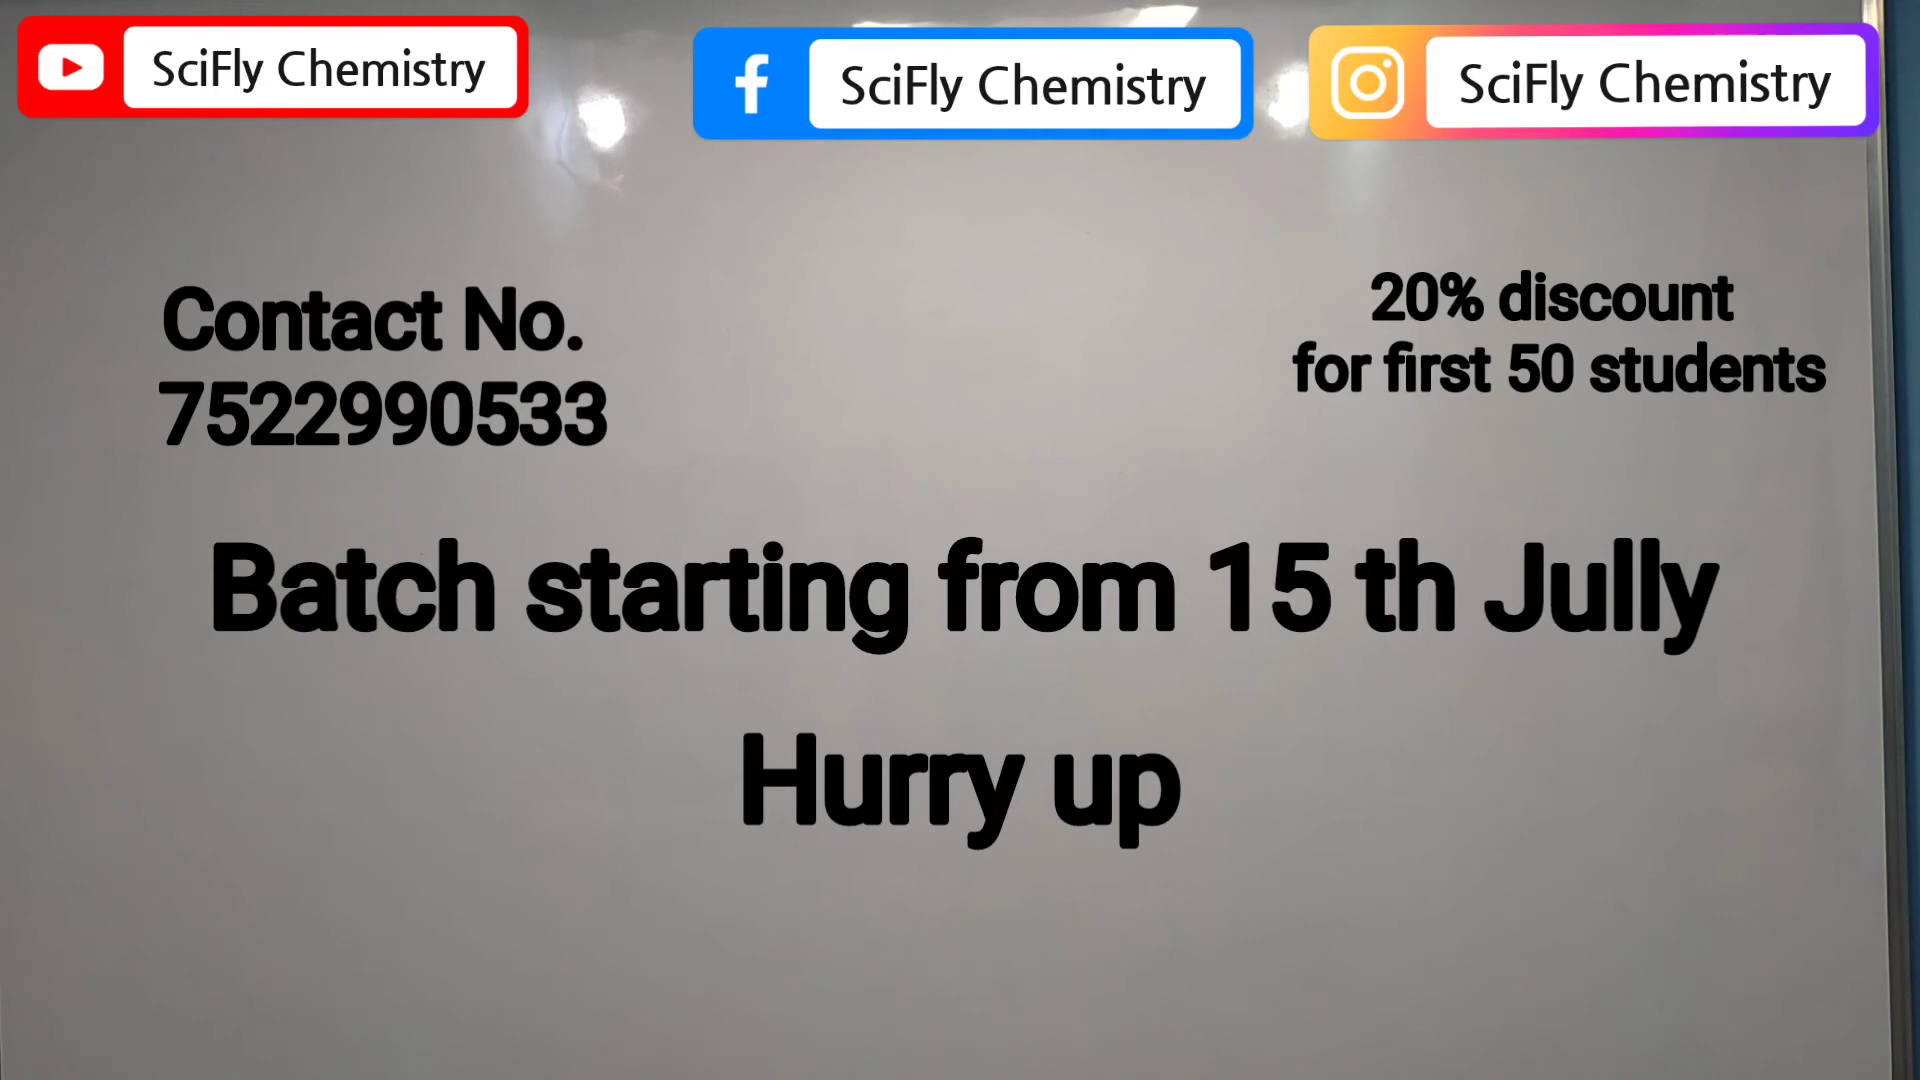 SciFly Chemistry
SciFly Chemistry
SciFly Chemistry
Contact No.
7522990533
20% discount
for first 50 students
Batch starting from 15 th Jully
Hurry up